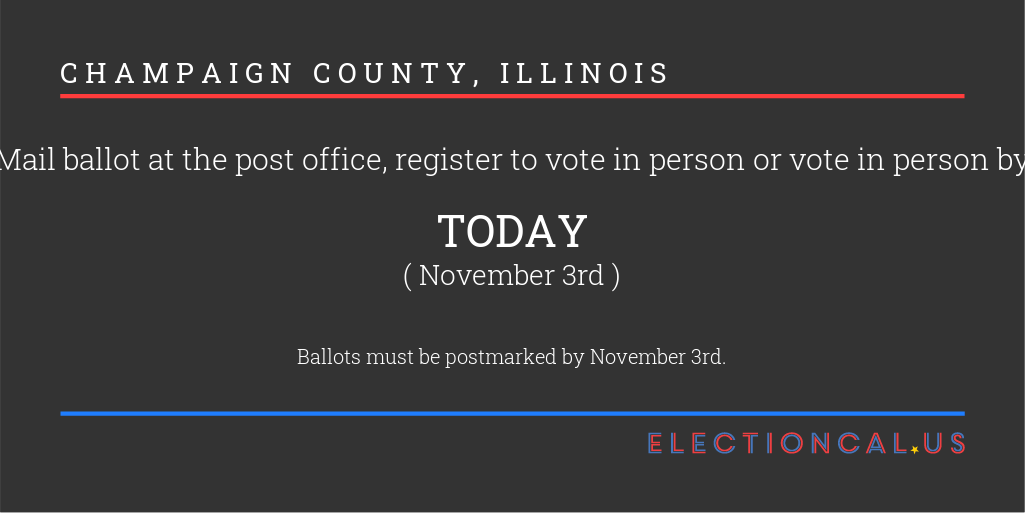 CHAMPAIGN COUNTY, ILLINOIS
Mail ballot at the post office, register to vote in person or vote in person by
TODAY
( November 3rd )
Ballots must be postmarked by November 3rd.
ELECTIONCAL.US